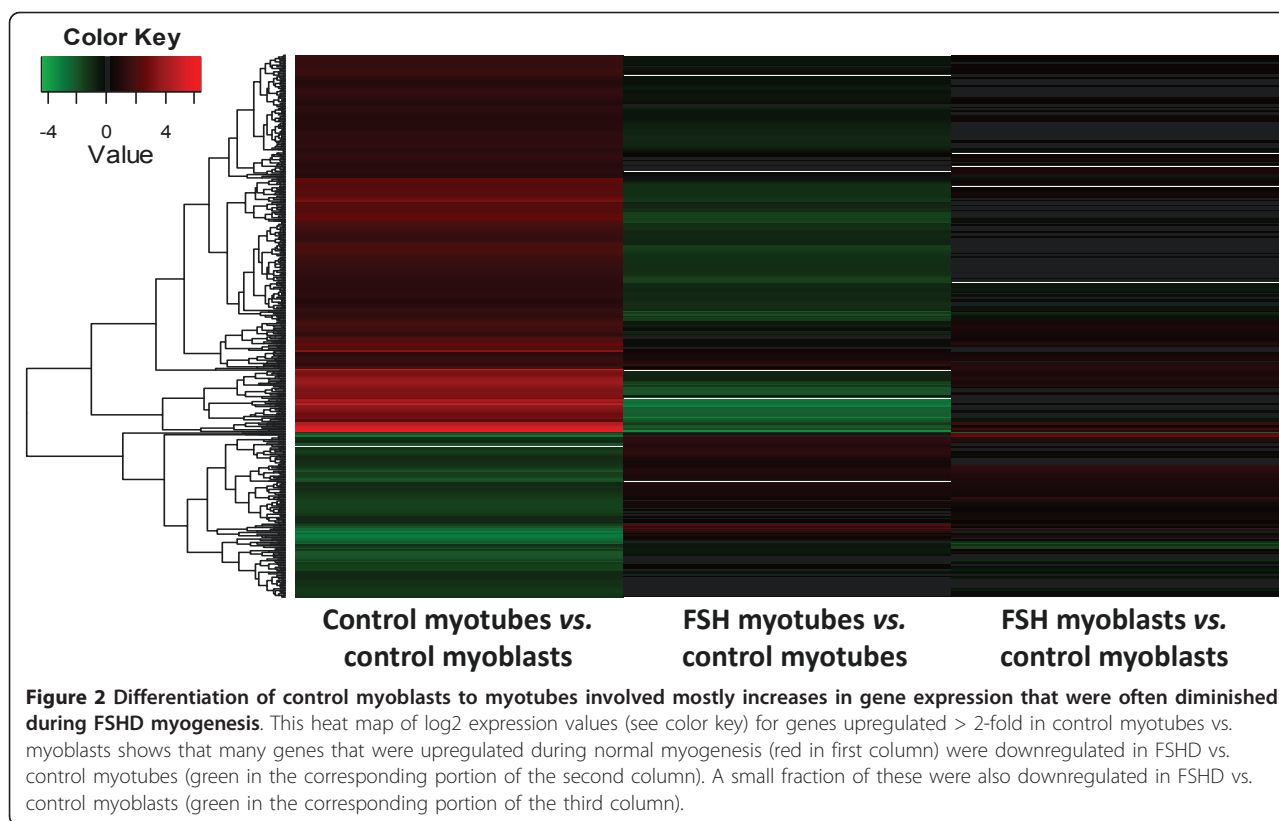 Color Key
-4 0 4
Value
Control myotubes vs.
control myoblasts
FSH myotubes vs.
control myotubes
FSH myoblasts vs.
control myoblasts
Figure 2 Differentiation of control myoblasts to myotubes involved mostly increases in gene expression that were often diminished
during FSHD myogenesis. This heat map of log2 expression values (see color key) for genes upregulated > 2-fold in control myotubes vs.
myoblasts shows that many genes that were upregulated during normal myogenesis (red in first column) were downregulated in FSHD vs.
control myotubes (green in the corresponding portion of the second column). A small fraction of these were also downregulated in FSHD vs.
control myoblasts (green in the corresponding portion of the third column).